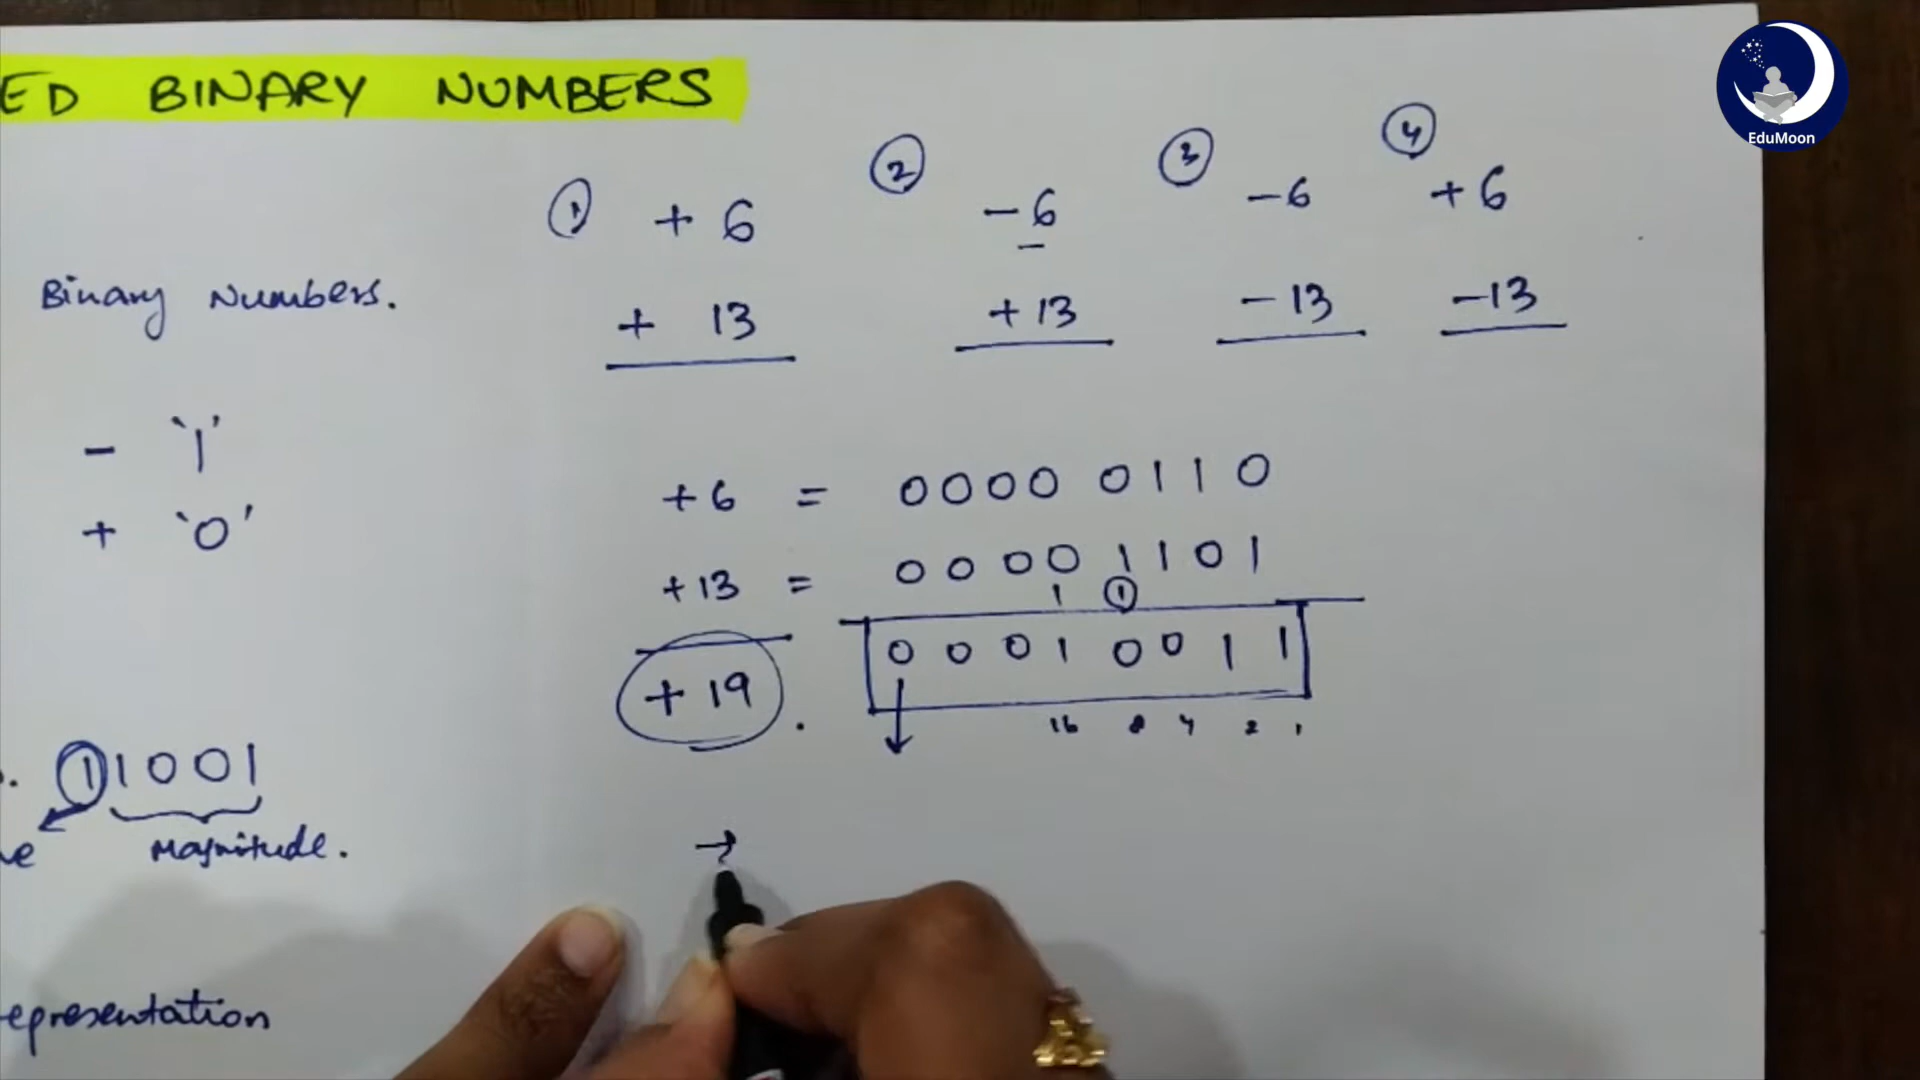 ED BINARY NUMBERS
EduMoon
① + 6
+ 13
② - 6
+ 13
③ - 6
- 13
④ + 6
- 13
Binary Numbers.
- '1'
+ '0'
+ 6 = 0000 0110
+ 13 = 0000 1101
1 ①
+ 19. 0001 0011
16 8 4 2 1
. ①1001
ve Magnitude.
→
epresentation